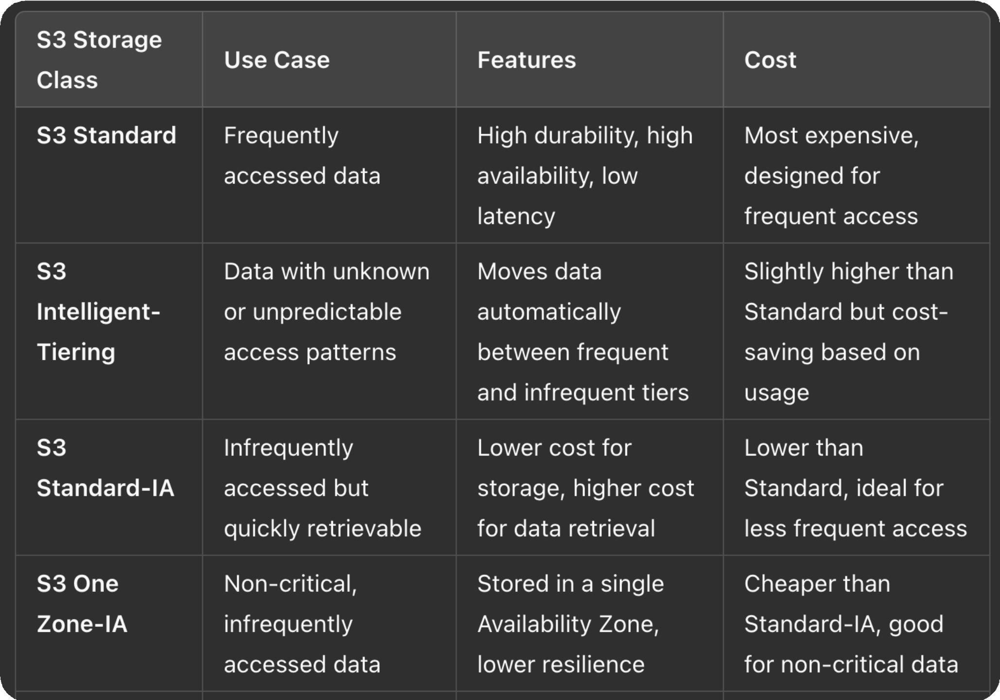 S3 Storage
Class
Use Case
Features
Cost
S3 Standard
Frequently
accessed data
High durability, high
availability, low
latency
Most expensive,
designed for
frequent access
S3
Intelligent-
Tiering
Data with unknown
or unpredictable
access patterns
Moves data
automatically
between frequent
and infrequent tiers
Slightly higher than
Standard but cost-
saving based on
usage
S3
Standard-IA
Infrequently
accessed but
quickly retrievable
Lower cost for
storage, higher cost
for data retrieval
Lower than
Standard, ideal for
less frequent access
S3 One
Zone-IA
Non-critical,
infrequently
accessed data
Stored in a single
Availability Zone,
lower resilience
Cheaper than
Standard-IA, good
for non-critical data